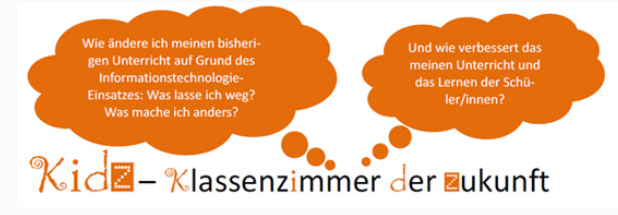 Wie ändere ich meinen bisheri-
gen Unterricht auf Grund des
Informationstechnologie-
Einsatzes: Was lasse ich weg?
Was mache ich anders?
Und wie verbessert das
meinen Unterricht und
das Lernen der Schü-
ler/innen?
KidZ – Klassenzimmer der Zukunft